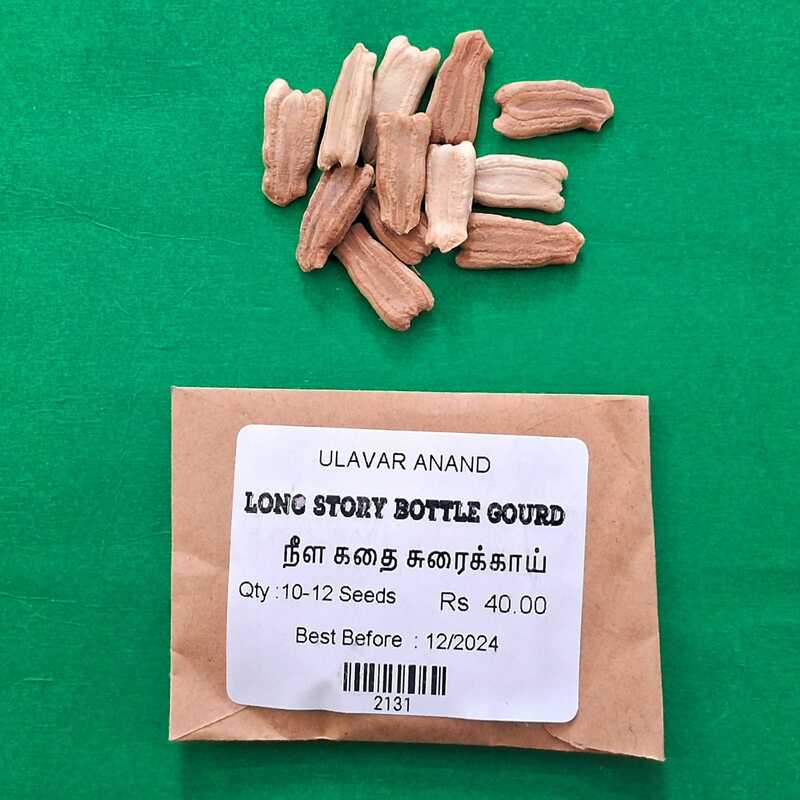 ULAVAR ANAND
LONG STORY BOTTLE GOURD
நீள கதை சுரைக்காய்
Qty :10-12 Seeds Rs 40.00
Best Before : 12/2024
2131